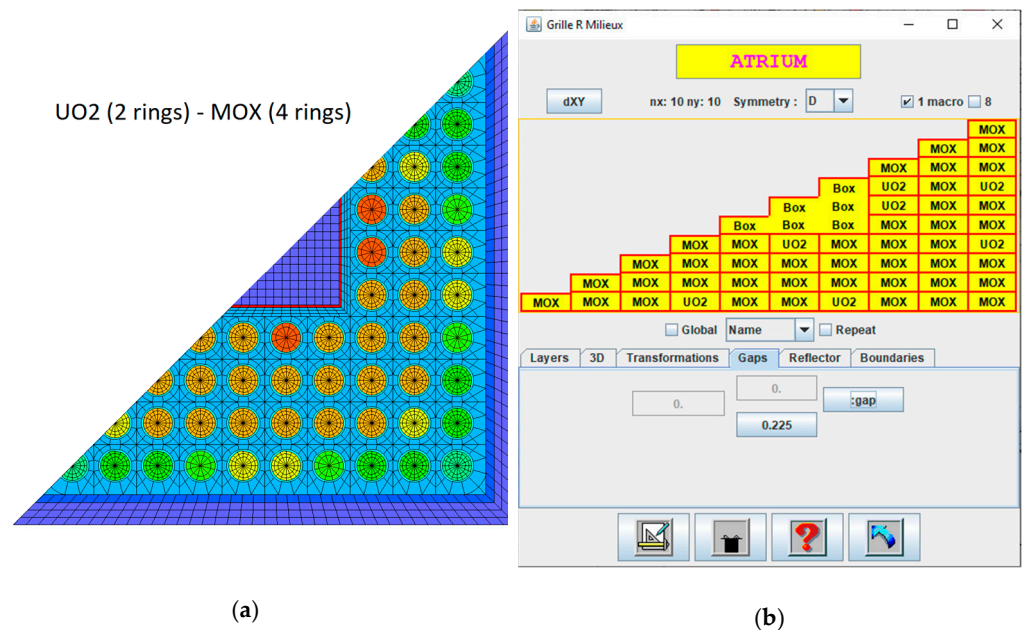 UO2 (2 rings) - MOX (4 rings)
Grille R Milieux
ATRIUM
dXY nx: 10 ny: 10 Symmetry : D 1 macro 8
MOX
MOX MOX
MOX MOX MOX
Box UO2 MOX UO2
Box Box UO2 MOX MOX
Box Box Box MOX MOX MOX
MOX MOX UO2 MOX MOX MOX UO2
MOX MOX MOX MOX MOX MOX MOX MOX
MOX MOX MOX MOX MOX MOX MOX MOX MOX
MOX MOX MOX UO2 MOX MOX UO2 MOX MOX MOX
Global Name Repeat
Layers 3D Transformations Gaps Reflector Boundaries
0. 0. :gap
0.225
(a) (b)